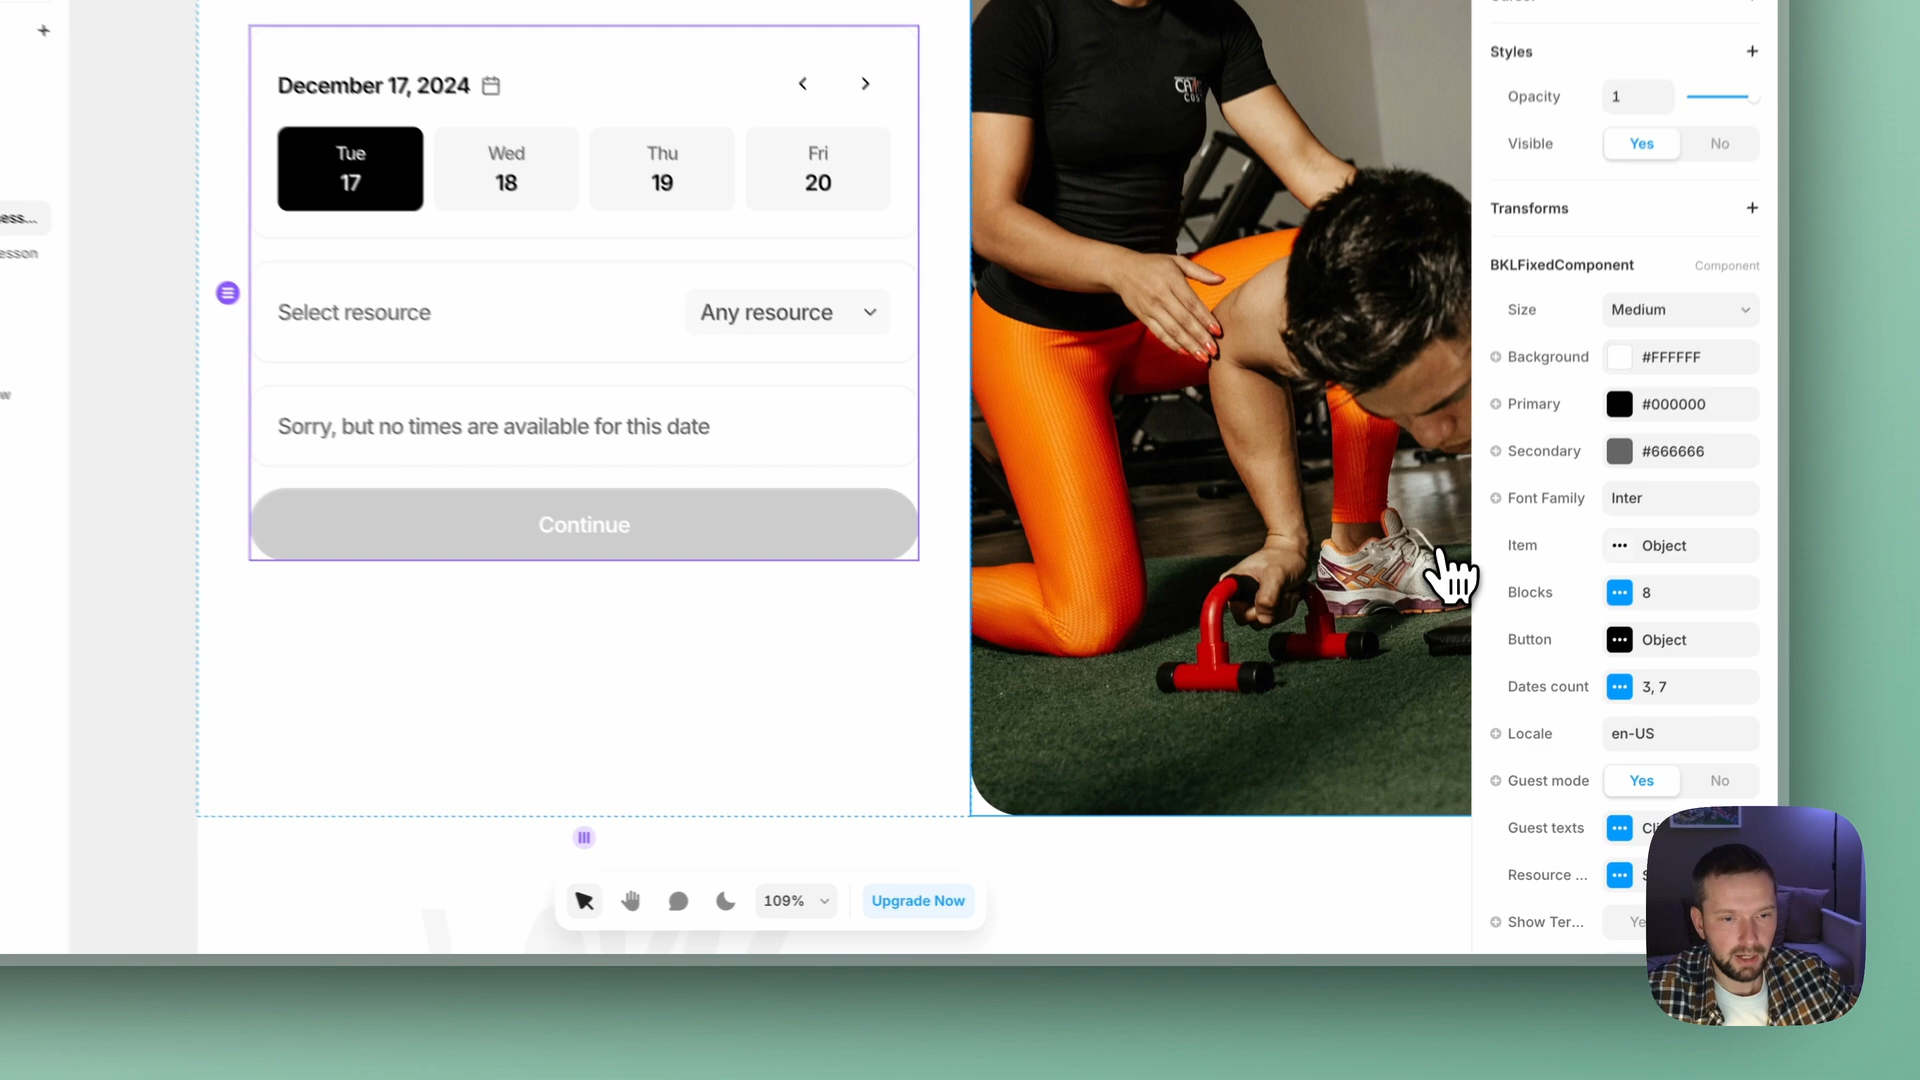 December 17, 2024
Tue
17
Wed
18
Thu
19
Fri
20
Select resource
Any resource
Sorry, but no times are available for this date
Continue
ess...
esson
w
109%
Upgrade Now
Styles
Opacity
1
Visible
Yes
No
Transforms
BKLFixedComponent
Component
Size
Medium
Background
#FFFFFF
Primary
#000000
Secondary
#666666
Font Family
Inter
Item
Object
Blocks
8
Button
Object
Dates count
3, 7
Locale
en-US
Guest mode
Yes
No
Guest texts
Resource ...
Show Ter...
Ye